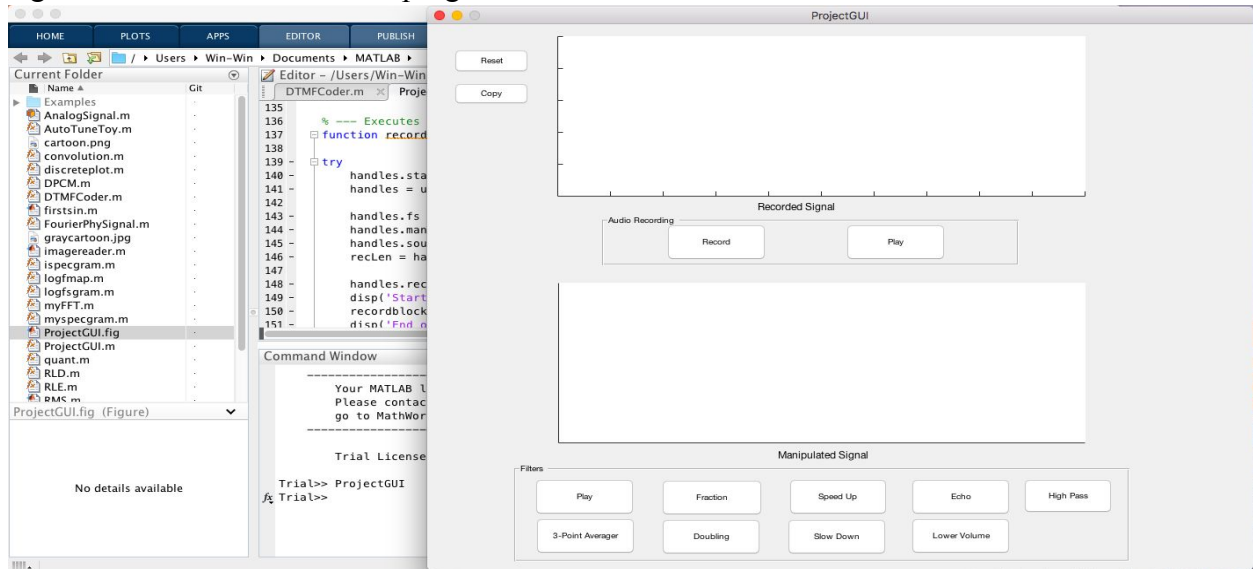 ProjectGUI
HOME PLOTS APPS EDITOR PUBLISH
/ ▸ Users ▸ Win-Win ▸ Documents ▸ MATLAB ▸
Current Folder
Name ▲ Git
Examples
AnalogSignal.m
AutoTuneToy.m
cartoon.png
convolution.m
discreteplot.m
DPCM.m
DTMFCoder.m
firstsin.m
FourierPhySignal.m
graycartoon.jpg
imagereader.m
ispecgram.m
logfmap.m
logfsgram.m
myFFT.m
myspecgram.m
ProjectGUI.fig
ProjectGUI.m
quant.m
RLD.m
RLE.m
RMS.m
ProjectGUI.fig (Figure)
No details available
Editor – /Users/Win-Win
DTMFCoder.m × Proje
135
136 % --- Executes
137 function record
138
139 – try
140 – handles.sta
141 – handles = u
142
143 – handles.fs
144 – handles.man
145 – handles.sou
146 – recLen = ha
147
148 – handles.rec
149 – disp('Start
150 – recordblock
151 – disp('End o
Command Window
Your MATLAB l
Please contac
go to MathWor
Trial License
Trial>> ProjectGUI
fx Trial>>
Reset
Copy
Recorded Signal
Audio Recording
Record Play
Manipulated Signal
Filters
Play Fraction Speed Up Echo High Pass
3-Point Averager Doubling Slow Down Lower Volume